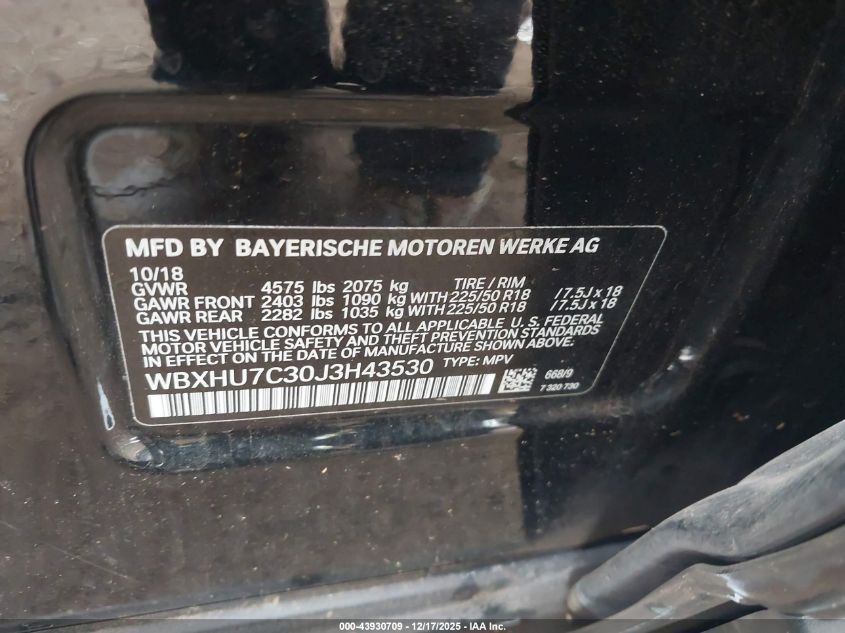 MFD BY BAYERISCHE MOTOREN WERKE AG
10/18
GVWR 4575 lbs 2075 kg TIRE / RIM
GAWR FRONT 2403 lbs 1090 kg WITH 225/50 R18 / 7.5J x 18
GAWR REAR 2282 lbs 1035 kg WITH 225/50 R18 / 7.5J x 18
THIS VEHICLE CONFORMS TO ALL APPLICABLE U. S. FEDERAL
MOTOR VEHICLE SAFETY AND THEFT PREVENTION STANDARDS
IN EFFECT ON THE DATE OF MANUFACTURE SHOWN ABOVE.
WBXHU7C30J3H43530 TYPE: MPV
66B/9
7 320 730
000-43930709 - 12/17/2025 - IAA Inc.